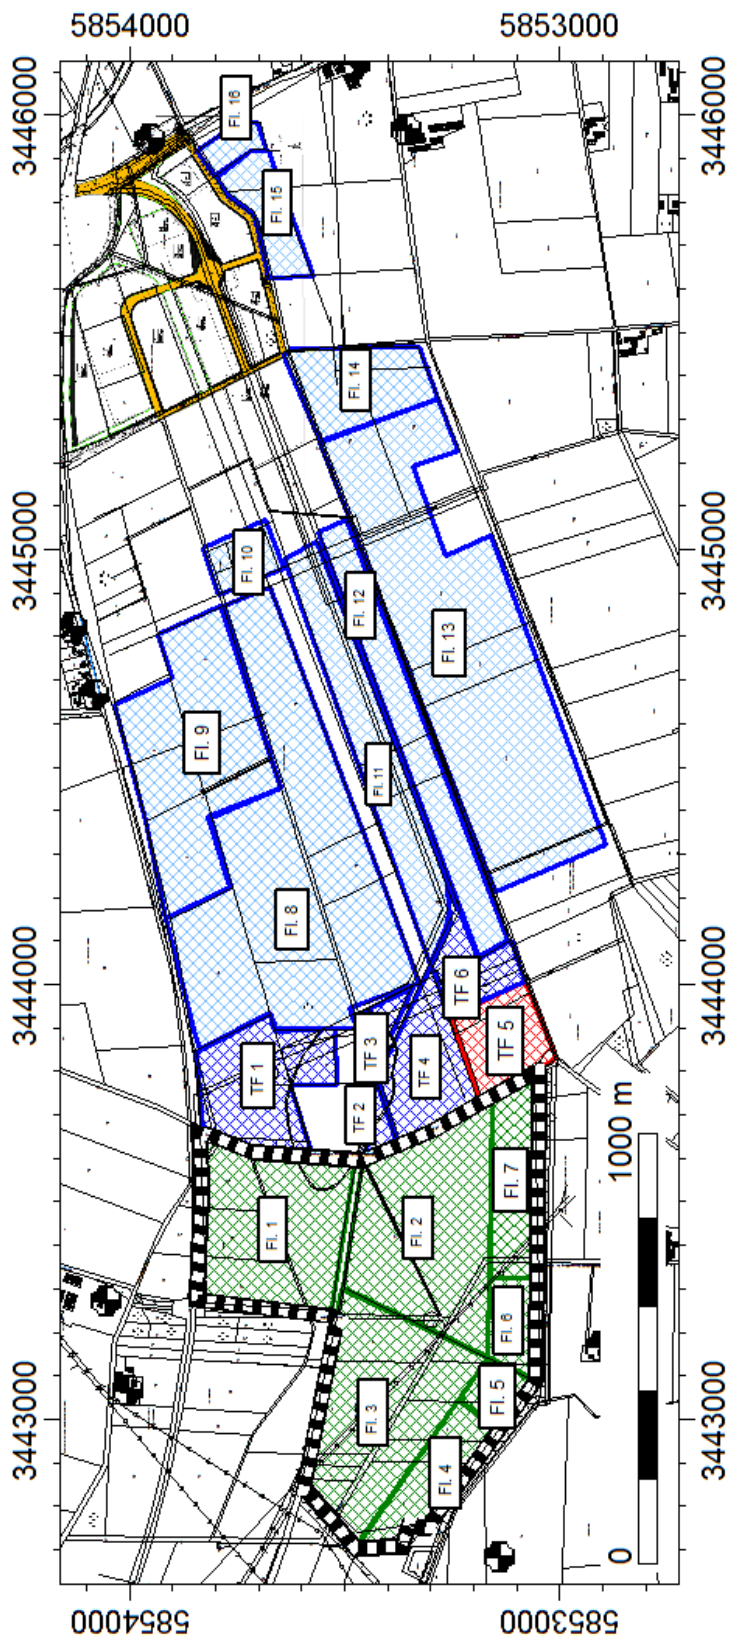 5854000
5853000
3446000
3446000
Fl. 16
Fl. 15
Fl. 14
3445000
3445000
Fl. 10
Fl. 12
Fl. 13
Fl. 9
Fl. 11
Fl. 8
3444000
3444000
TF 6
TF 5
TF 3
TF 1
TF 4
TF 2
1000 m
Fl. 7
Fl. 1
Fl. 2
Fl. 6
Fl. 5
Fl. 3
3443000
3443000
Fl. 4
0
5854000
5853000